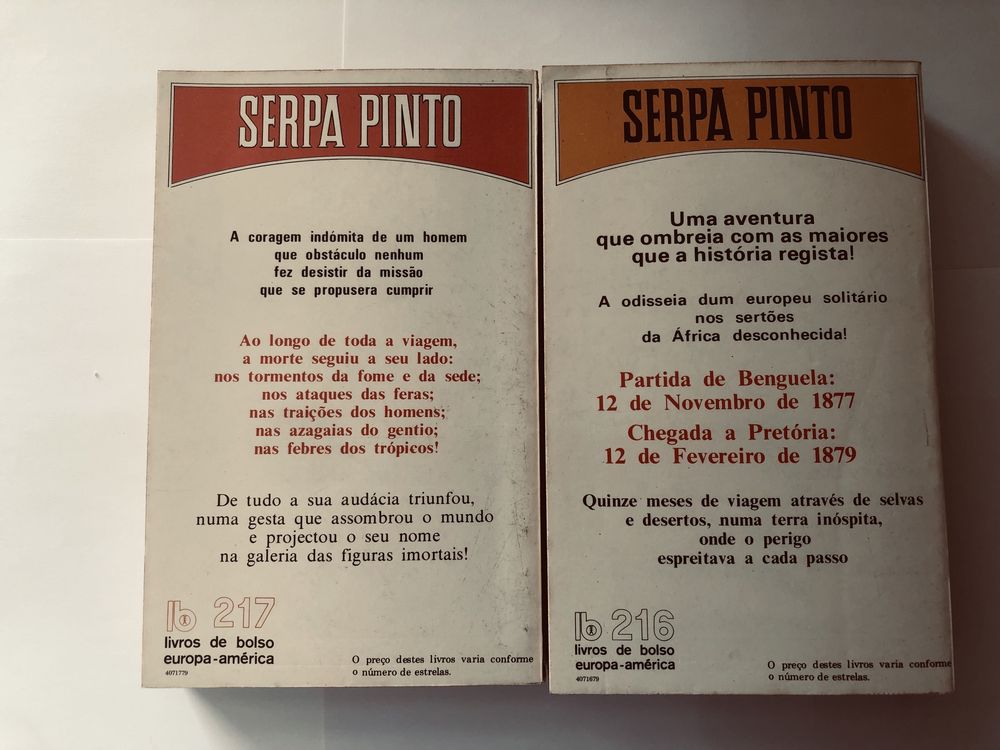 SERPA PINTO
A coragem indómita de um homem
que obstáculo nenhum
fez desistir da missão
que se propusera cumprir
Ao longo de toda a viagem,
a morte seguiu a seu lado:
nos tormentos da fome e da sede;
nos ataques das feras;
nas traições dos homens;
nas azagaias do gentio;
nas febres dos trópicos!
De tudo a sua audácia triunfou,
numa gesta que assombrou o mundo
e projectou o seu nome
na galeria das figuras imortais!
lb 217
livros de bolso
europa-américa
4071779
O preço destes livros varia conforme
o número de estrelas.
SERPA PINTO
Uma aventura
que ombreia com as maiores
que a história regista!
A odisseia dum europeu solitário
nos sertões
da África desconhecida!
Partida de Benguela:
12 de Novembro de 1877
Chegada a Pretória:
12 de Fevereiro de 1879
Quinze meses de viagem através de selvas
e desertos, numa terra inóspita,
onde o perigo
espreitava a cada passo
lb 216
livros de bolso
europa-américa
4071679
O preço destes livros varia conforme
o número de estrelas.